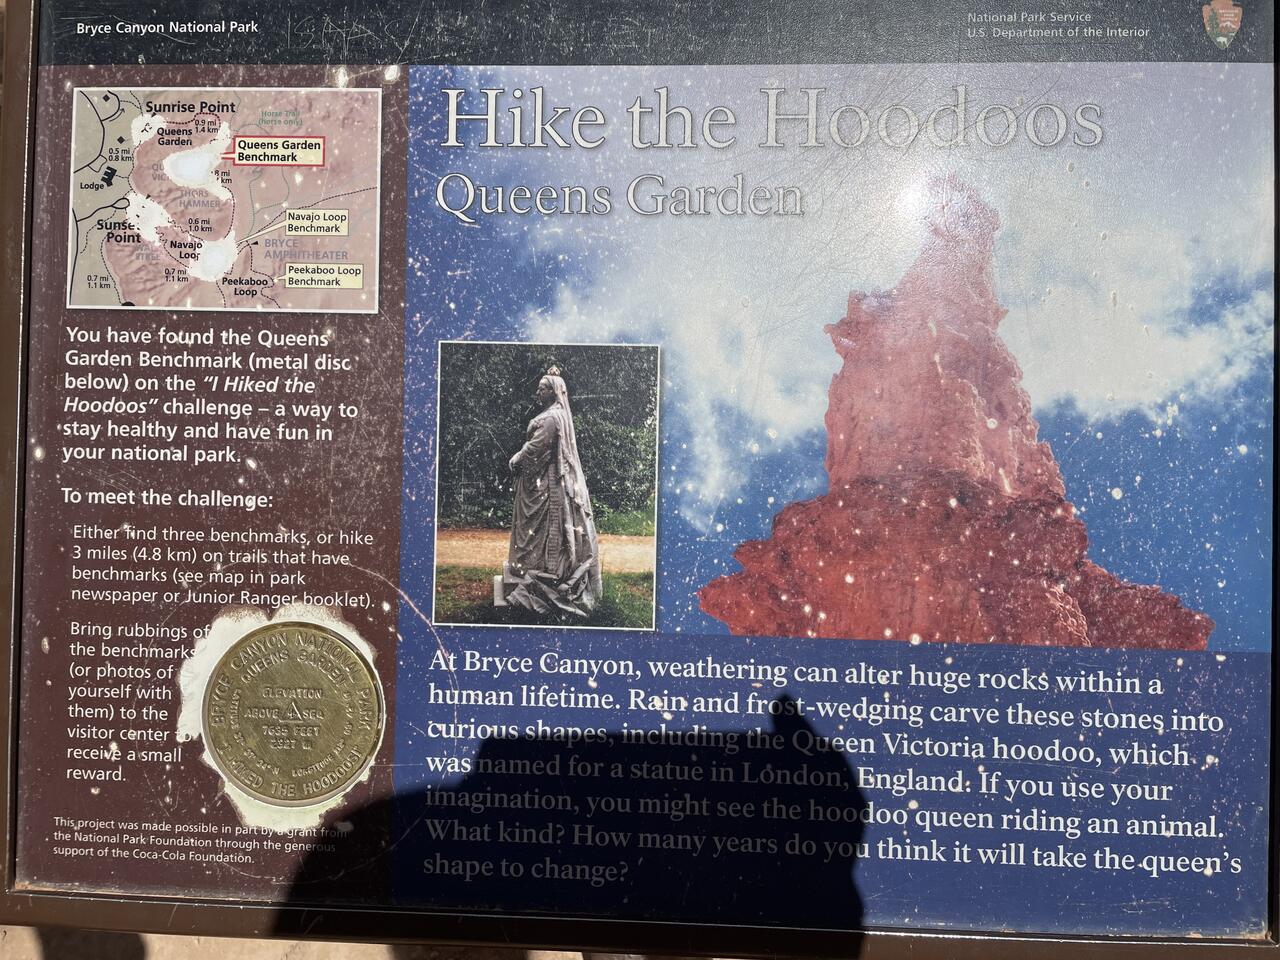 Bryce Canyon National Park
National Park Service
U.S. Department of the Interior
Hike the Hoodoos
Queens Garden
Sunrise Point
Queens
Garden
0.9 mi
1.4 km
Horse Trail
(horse only)
Queens Garden
Benchmark
0.5 mi
0.8 km
Lodge
THORS
HAMMER
Sunset
Point
0.6 mi
1.0 km
Navajo Loop
Benchmark
Navajo
Loop
BRYCE
AMPHITHEATER
0.7 mi
1.1 km
0.7 mi
1.1 km
Peekaboo
Loop
Peekaboo Loop
Benchmark
You have found the Queens
Garden Benchmark (metal disc
below) on the “I Hiked the
Hoodoos” challenge – a way to
stay healthy and have fun in
your national park.
To meet the challenge:
Either find three benchmarks, or hike
3 miles (4.8 km) on trails that have
benchmarks (see map in park
newspaper or Junior Ranger booklet).
Bring rubbings of
the benchmarks
(or photos of
yourself with
them) to the
visitor center to
receive a small
reward.
BRYCE CANYON NATIONAL PARK
QUEENS GARDEN
ELEVATION
ABOVE SEA
7635 FEET
2327 M
I HIKED THE HOODOOS!
This project was made possible in part by a grant from
the National Park Foundation through the generous
support of the Coca-Cola Foundation.
At Bryce Canyon, weathering can alter huge rocks within a
human lifetime. Rain and frost-wedging carve these stones into
curious shapes, including the Queen Victoria hoodoo, which
was named for a statue in London, England. If you use your
imagination, you might see the hoodoo queen riding an animal.
What kind? How many years do you think it will take the queen’s
shape to change?